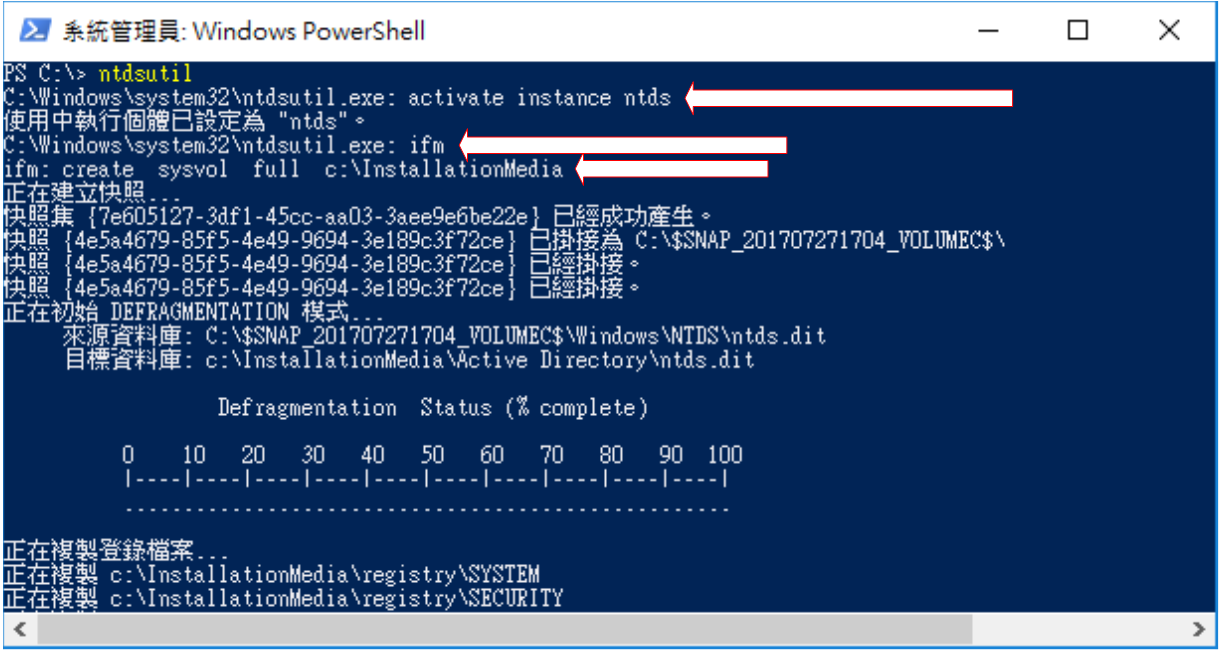 系統管理員: Windows PowerShell
PS C:\> ntdsutil
C:\Windows\system32\ntdsutil.exe: activate instance ntds
使用中執行個體已設定為 "ntds"。
C:\Windows\system32\ntdsutil.exe: ifm
ifm: create  sysvol  full  c:\InstallationMedia
正在建立快照...
快照集 {7e605127-3df1-45cc-aa03-3aee9e6be22e} 已經成功產生。
快照 {4e5a4679-85f5-4e49-9694-3e189c3f72ce} 已掛接為 C:\$SNAP_201707271704_VOLUMEC$\
快照 {4e5a4679-85f5-4e49-9694-3e189c3f72ce} 已經掛接。
快照 {4e5a4679-85f5-4e49-9694-3e189c3f72ce} 已經掛接。
正在初始 DEFRAGMENTATION 模式...
來源資料庫: C:\$SNAP_201707271704_VOLUMEC$\Windows\NTDS\ntds.dit
目標資料庫: c:\InstallationMedia\Active Directory\ntds.dit
Defragmentation  Status (% complete)
0    10   20   30   40   50   60   70   80   90  100
|----|----|----|----|----|----|----|----|----|----|
...................................................
正在複製登錄檔案...
正在複製 c:\InstallationMedia\registry\SYSTEM
正在複製 c:\InstallationMedia\registry\SECURITY